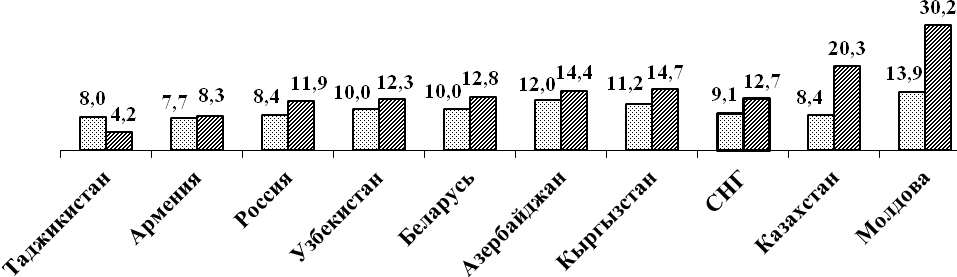 8,0 4,2
7,7 8,3
8,4 11,9
10,0 12,3
10,0 12,8
12,0 14,4
11,2 14,7
9,1 12,7
8,4 20,3
13,9 30,2
Таджикистан
Армения
Россия
Узбекистан
Беларусь
Азербайджан
Кыргызстан
СНГ
Казахстан
Молдова